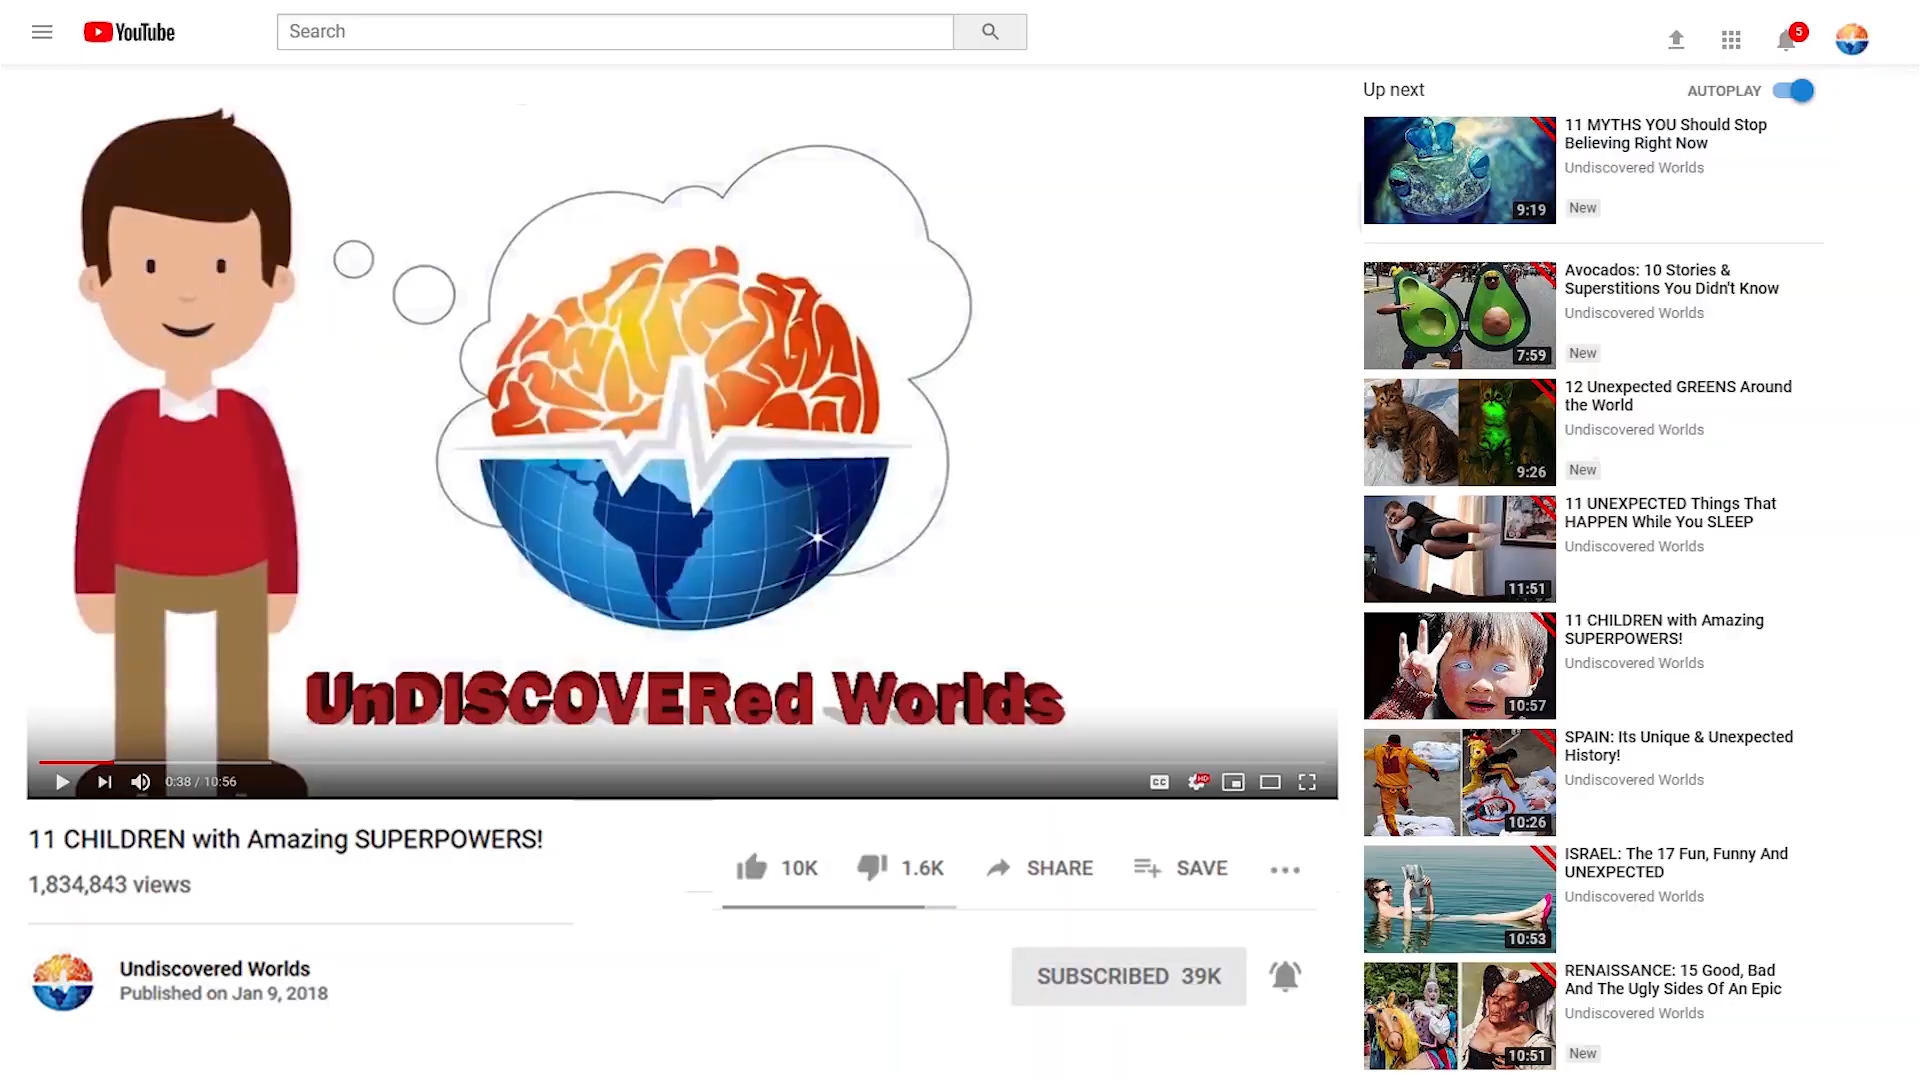 YouTube
Search
5
UnDISCOVERed Worlds
0:38 / 10:56
CC
HD
11 CHILDREN with Amazing SUPERPOWERS!
1,834,843 views
10K
1.6K
SHARE
SAVE
Undiscovered Worlds
Published on Jan 9, 2018
SUBSCRIBED 39K
Up next
AUTOPLAY
11 MYTHS YOU Should Stop
Believing Right Now
Undiscovered Worlds
New
9:19
Avocados: 10 Stories &
Superstitions You Didn't Know
Undiscovered Worlds
New
7:59
12 Unexpected GREENS Around
the World
Undiscovered Worlds
New
9:26
11 UNEXPECTED Things That
HAPPEN While You SLEEP
Undiscovered Worlds
11:51
11 CHILDREN with Amazing
SUPERPOWERS!
Undiscovered Worlds
10:57
SPAIN: Its Unique & Unexpected
History!
Undiscovered Worlds
10:26
ISRAEL: The 17 Fun, Funny And
UNEXPECTED
Undiscovered Worlds
10:53
RENAISSANCE: 15 Good, Bad
And The Ugly Sides Of An Epic
Undiscovered Worlds
New
10:51